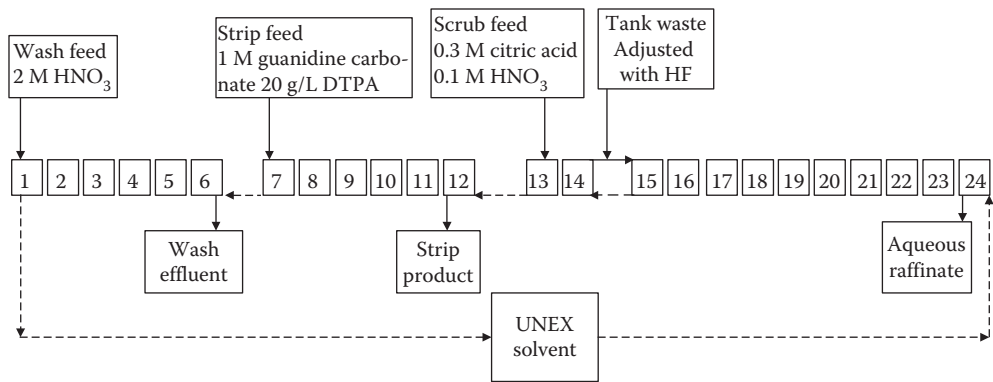 Wash feed
2 M HNO₃
Strip feed
1 M guanidine carbo-
nate 20 g/L DTPA
Scrub feed
0.3 M citric acid
0.1 M HNO₃
Tank waste
Adjusted
with HF
1 2 3 4 5 6 7 8 9 10 11 12 13 14 15 16 17 18 19 20 21 22 23 24
Wash
effluent
Strip
product
Aqueous
raffinate
UNEX
solvent